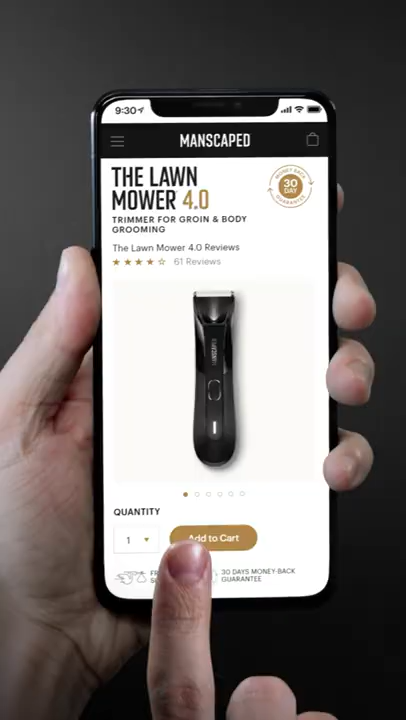 9:30
MANSCAPED
THE LAWN
MOWER 4.0
MONEY BACK
30
DAY
GUARANTEE
TRIMMER FOR GROIN & BODY
GROOMING
The Lawn Mower 4.0 Reviews
61 Reviews
MANSCAPED
QUANTITY
1
Add to Cart
30 DAYS MONEY-BACK
GUARANTEE